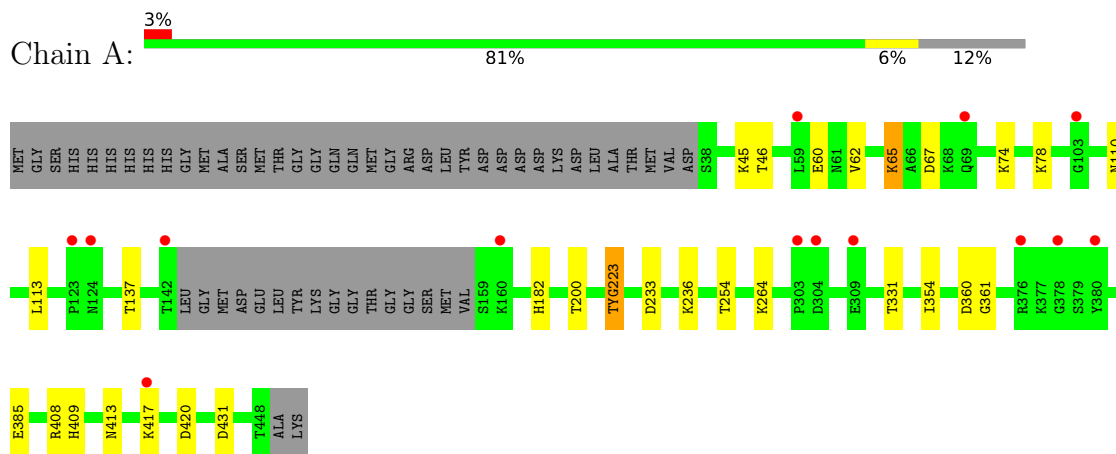 3%
Chain A:
81% 6% 12%
MET GLY SER HIS HIS HIS HIS HIS HIS GLY MET ALA SER MET THR GLY GLY GLN GLN MET GLY ARG ASP LEU TYR ASP ASP ASP ASP LYS ASP LEU ALA THR MET VAL ASP S38 K45 T46 L59 E60 N61 V62 K65 A66 D67 K68 Q69 K74 K78 G103 N110
L113 P123 N124 T137 T142 LEU GLY MET ASP GLU LEU TYR LYS GLY GLY THR GLY GLY SER MET VAL S159 K160 H182 T200 TYG223 D233 K236 T254 K264 P303 D304 E309 T331 I354 D360 G361 R376 K377 G378 S379 Y380
E385 R408 H409 N413 K417 D420 D431 T448 ALA LYS